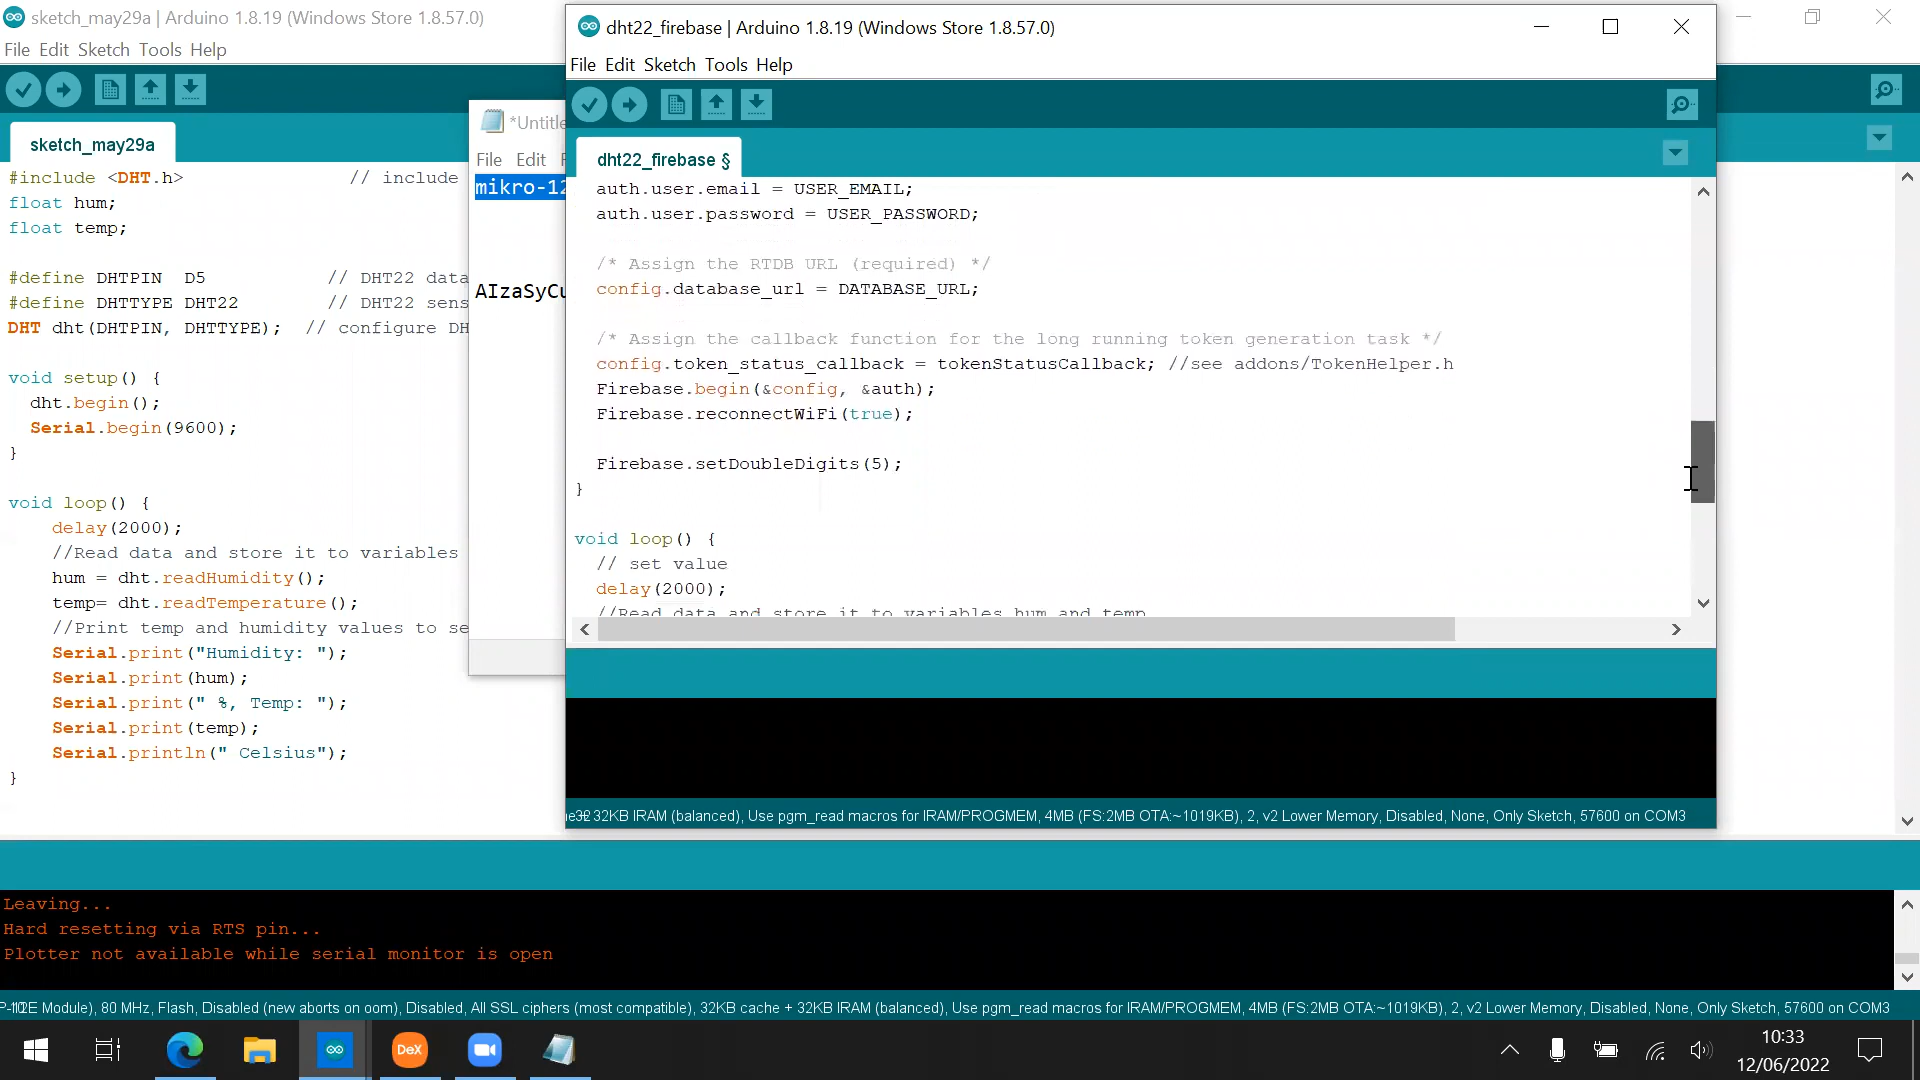 sketch_may29a | Arduino 1.8.19 (Windows Store 1.8.57.0)
File Edit Sketch Tools Help
sketch_may29a
#include <DHT.h> // include
float hum;
float temp;
#define DHTPIN D5 // DHT22 data
#define DHTTYPE DHT22 // DHT22 sens
DHT dht(DHTPIN, DHTTYPE); // configure DH
void setup() {
dht.begin();
Serial.begin(9600);
}
void loop() {
delay(2000);
//Read data and store it to variables
hum = dht.readHumidity();
temp= dht.readTemperature();
//Print temp and humidity values to se
Serial.print("Humidity: ");
Serial.print(hum);
Serial.print(" %, Temp: ");
Serial.print(temp);
Serial.println(" Celsius");
}
*Untitle
File Edit
mikro-12
AIzaSyCu
dht22_firebase | Arduino 1.8.19 (Windows Store 1.8.57.0)
File Edit Sketch Tools Help
dht22_firebase §
auth.user.email = USER_EMAIL;
auth.user.password = USER_PASSWORD;
/* Assign the RTDB URL (required) */
config.database_url = DATABASE_URL;
/* Assign the callback function for the long running token generation task */
config.token_status_callback = tokenStatusCallback; //see addons/TokenHelper.h
Firebase.begin(&config, &auth);
Firebase.reconnectWiFi(true);
Firebase.setDoubleDigits(5);
}
void loop() {
// set value
delay(2000);
//Read data and store it to variables hum and temp
32KB IRAM (balanced), Use pgm_read macros for IRAM/PROGMEM, 4MB (FS:2MB OTA:~1019KB), 2, v2 Lower Memory, Disabled, None, Only Sketch, 57600 on COM3
Leaving...
Hard resetting via RTS pin...
Plotter not available while serial monitor is open
Module), 80 MHz, Flash, Disabled (new aborts on oom), Disabled, All SSL ciphers (most compatible), 32KB cache + 32KB IRAM (balanced), Use pgm_read macros for IRAM/PROGMEM, 4MB (FS:2MB OTA:~1019KB), 2, v2 Lower Memory, Disabled, None, Only Sketch, 57600 on COM3
DeX
10:33
12/06/2022